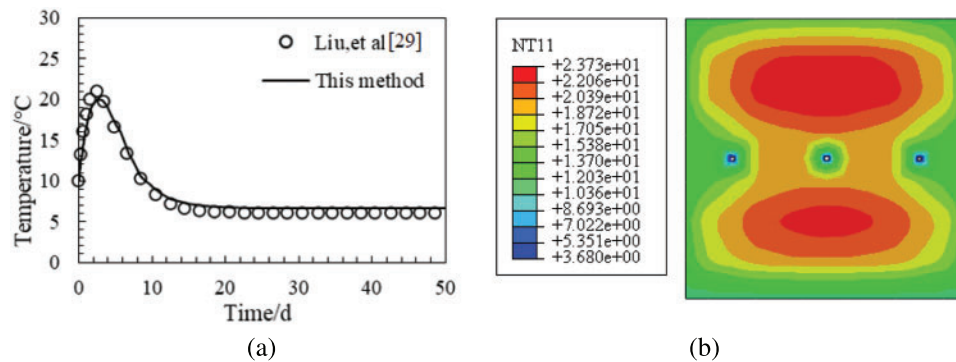 30
25
20
15
10
5
0
Temperature/°C
Liu,et al[29]
This method
0 10 20 30 40 50
Time/d
(a)
NT11
+2.373e+01
+2.206e+01
+2.039e+01
+1.872e+01
+1.705e+01
+1.538e+01
+1.370e+01
+1.203e+01
+1.036e+01
+8.693e+00
+7.022e+00
+5.351e+00
+3.680e+00
(b)